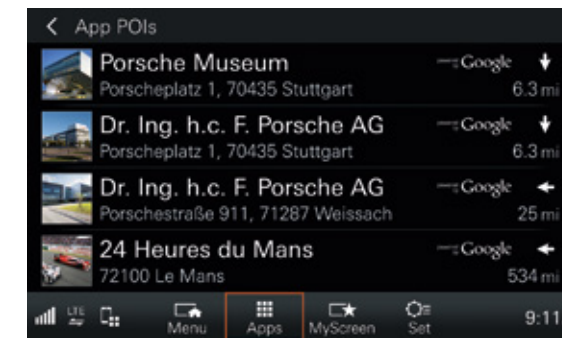 App POIs
Porsche Museum Google
Porscheplatz 1, 70435 Stuttgart 6.3 mi
Dr. Ing. h.c. F. Porsche AG Google
Porscheplatz 1, 70435 Stuttgart 6.3 mi
Dr. Ing. h.c. F. Porsche AG Google
Porschestraße 911, 71287 Weissach 25 mi
24 Heures du Mans Google
72100 Le Mans 534 mi
LTE Menu Apps MyScreen Set 9:11